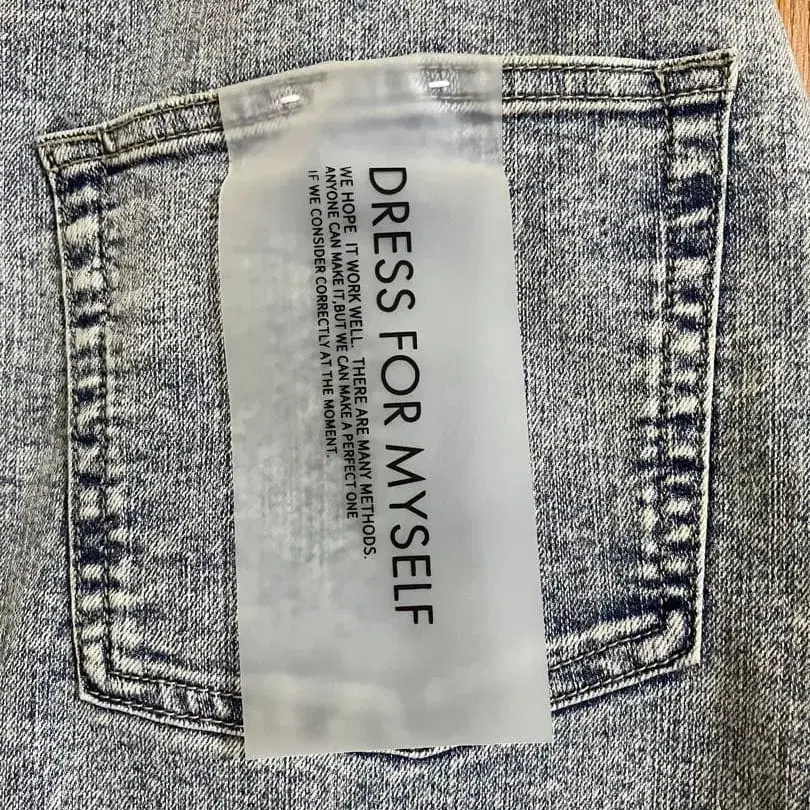 DRESS FOR MYSELF
WE HOPE IT WORK WELL. THERE ARE MANY METHODS.
ANYONE CAN MAKE IT,BUT WE CAN MAKE A PERFECT ONE
IF WE CONSIDER CORRECTLY AT THE MOMENT.